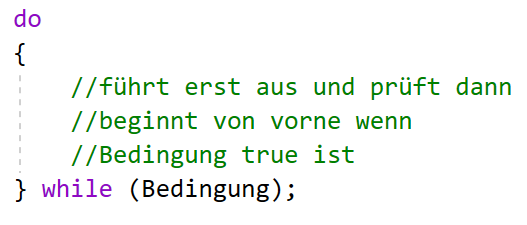 do
{
//führt erst aus und prüft dann
//beginnt von vorne wenn
//Bedingung true ist
} while (Bedingung);